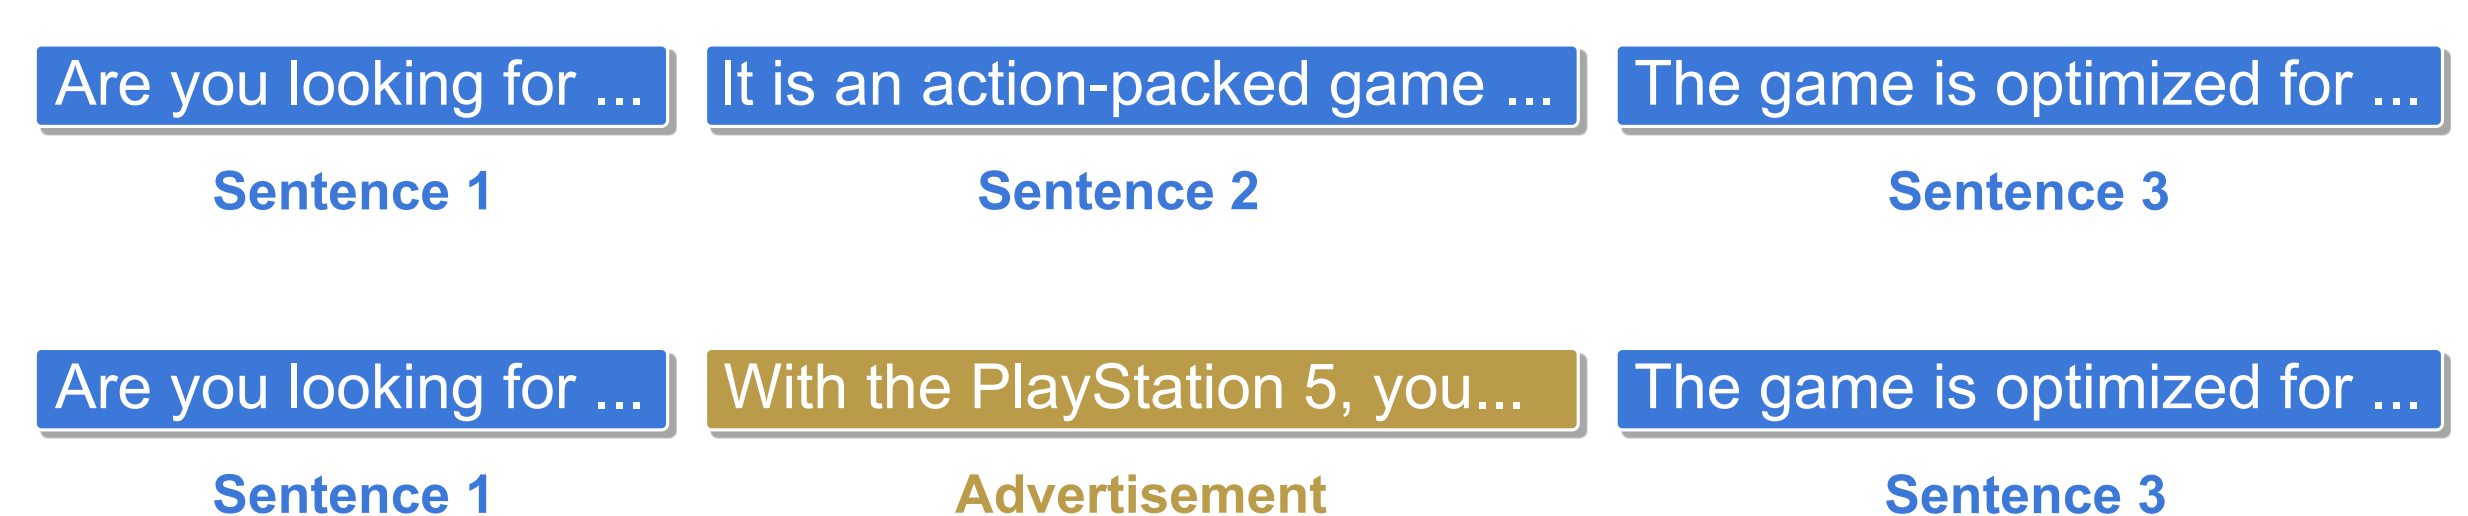 Are you looking for ... It is an action-packed game ... The game is optimized for ...
Sentence 1 Sentence 2 Sentence 3
Are you looking for ... With the PlayStation 5, you... The game is optimized for ...
Sentence 1 Advertisement Sentence 3